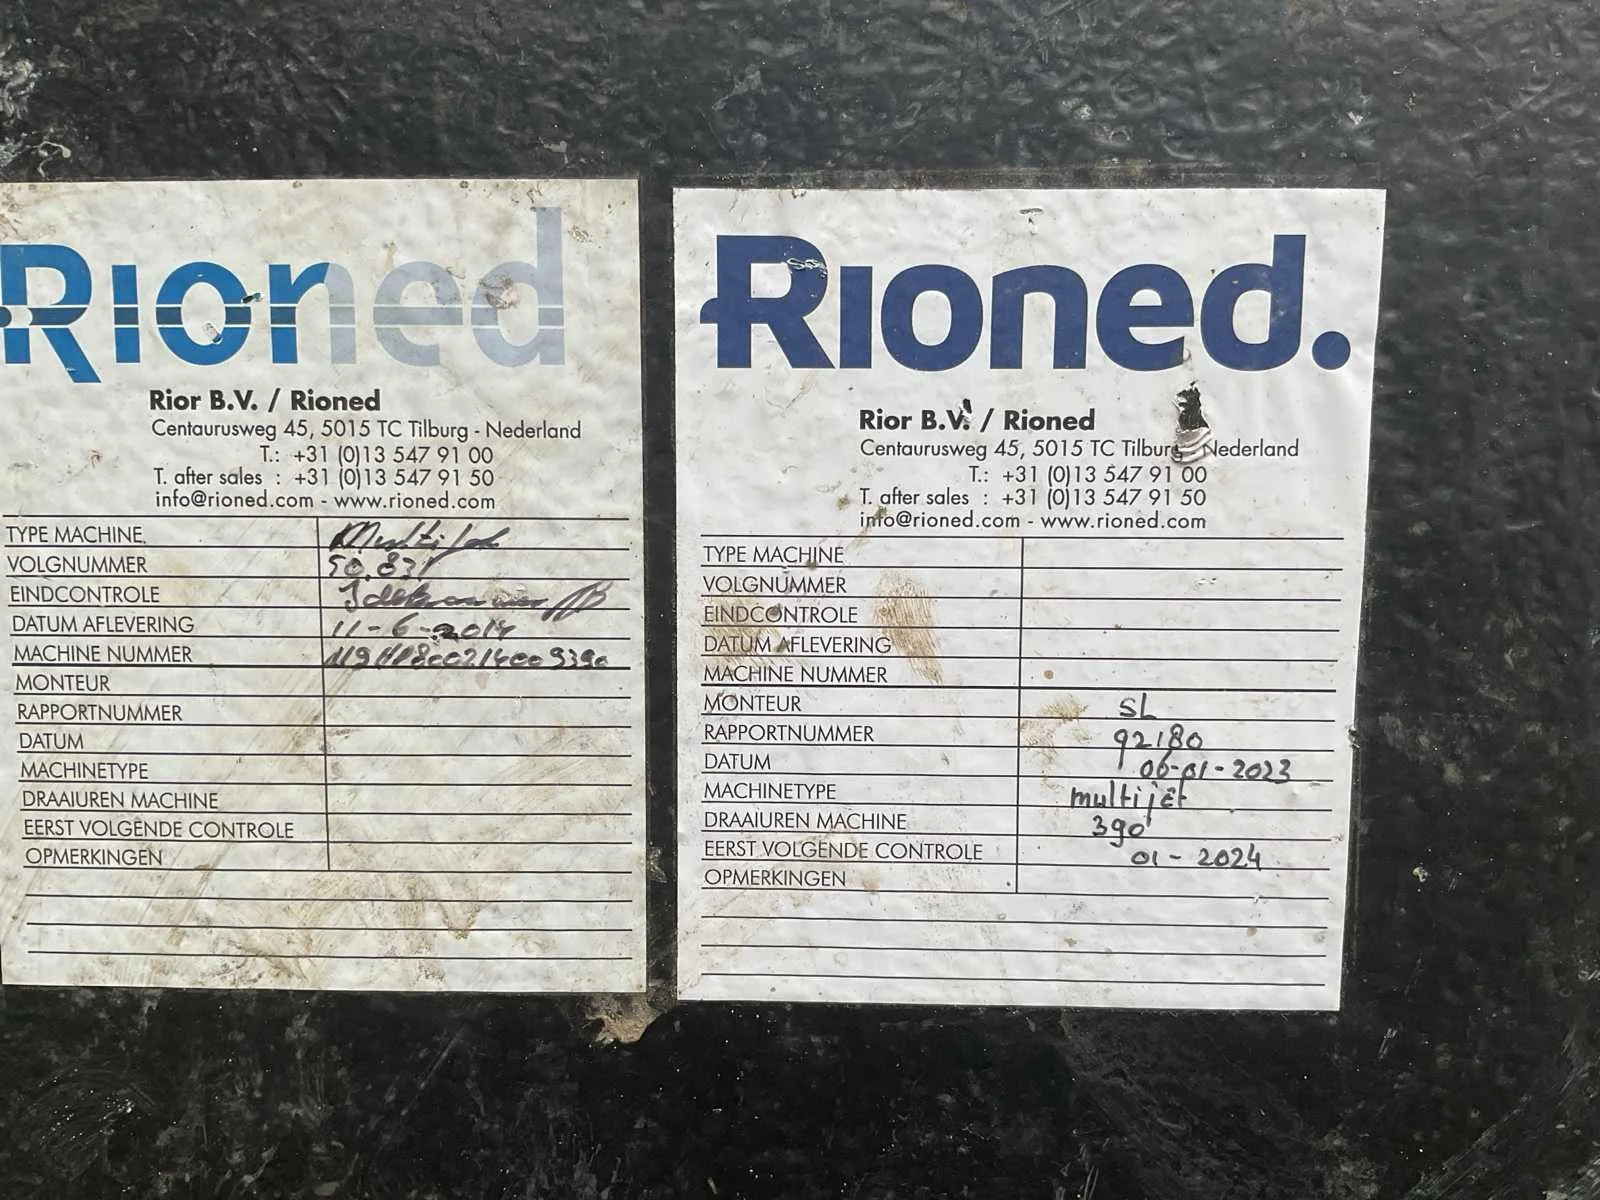 Rioned
Rior B.V. / Rioned
Centaurusweg 45, 5015 TC Tilburg - Nederland
T.: +31 (0)13 547 91 00
T. after sales : +31 (0)13 547 91 50
info@rioned.com - www.rioned.com
TYPE MACHINE Multijet
VOLGNUMMER
EINDCONTROLE
DATUM AFLEVERING 11-6-2014
MACHINE NUMMER
MONTEUR
RAPPORTNUMMER
DATUM
MACHINETYPE
DRAAIUREN MACHINE
EERST VOLGENDE CONTROLE
OPMERKINGEN
Rioned.
Rior B.V. / Rioned
Centaurusweg 45, 5015 TC Tilburg Nederland
T.: +31 (0)13 547 91 00
T. after sales : +31 (0)13 547 91 50
info@rioned.com - www.rioned.com
TYPE MACHINE
VOLGNUMMER
EINDCONTROLE
DATUM AFLEVERING
MACHINE NUMMER
MONTEUR SL
RAPPORTNUMMER 92180
DATUM 06-01-2023
MACHINETYPE multijet
DRAAIUREN MACHINE 390
EERST VOLGENDE CONTROLE 01-2024
OPMERKINGEN